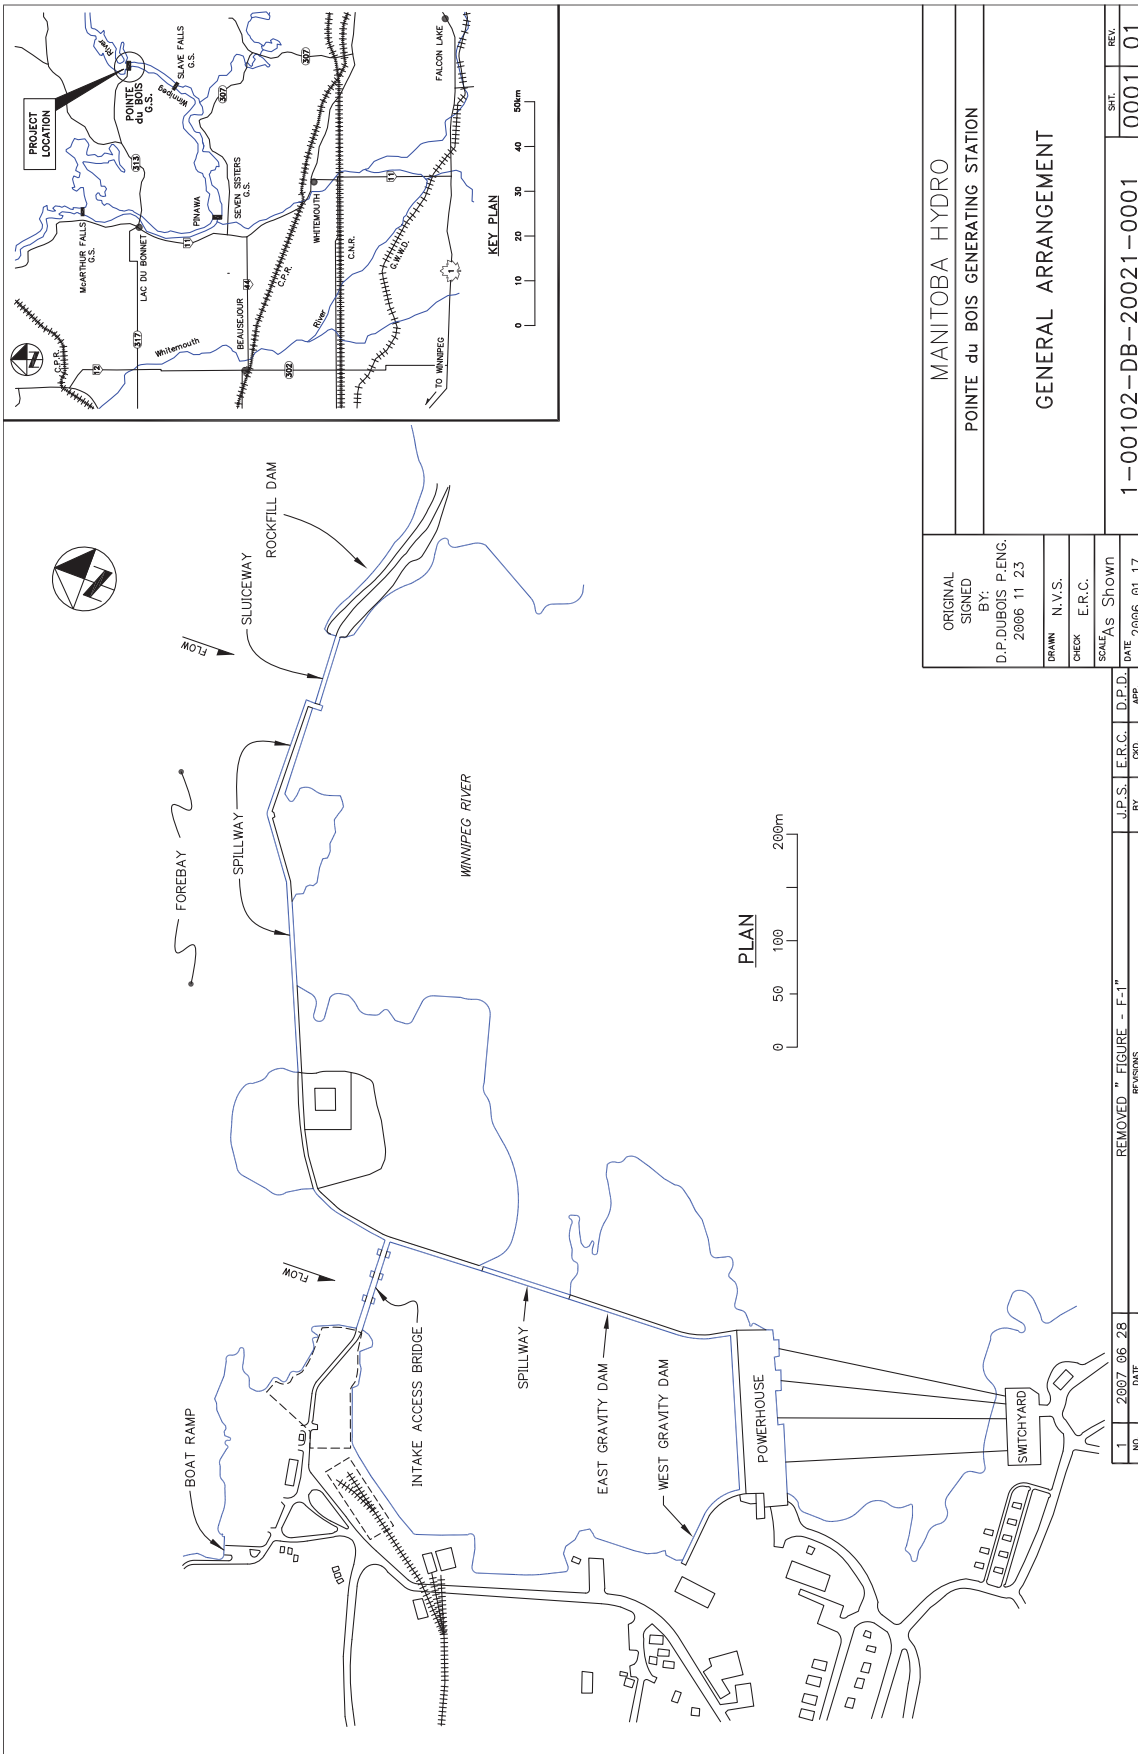 PROJECT
LOCATION
River
Winnipeg
POINTE
du BOIS
G.S.
SLAVE FALLS
G.S.
313
307
307
McARTHUR FALLS
G.S.
LAC DU BONNET
PINAWA
SEVEN SISTERS
G.S.
11
317
C.P.R.
12
Whitemouth
River
BEAUSEJOUR
44
302
C.P.R.
WHITEMOUTH
C.N.R.
G.W.W.D.
11
1
FALCON LAKE
TO WINNIPEG
KEY PLAN
0 10 20 30 40 50km
N
N
ROCKFILL DAM
SLUICEWAY
FLOW
SPILLWAY
FOREBAY
WINNIPEG RIVER
PLAN
0 50 100 200m
FLOW
INTAKE ACCESS BRIDGE
BOAT RAMP
SPILLWAY
EAST GRAVITY DAM
WEST GRAVITY DAM
POWERHOUSE
SWITCHYARD
MANITOBA HYDRO
POINTE du BOIS GENERATING STATION
GENERAL ARRANGEMENT
ORIGINAL
SIGNED
BY:
D.P.DUBOIS P.ENG.
2006 11 23
DRAWN N.V.S.
CHECK E.R.C.
SCALE As Shown
DATE 2006 01 17
1-00102-DB-20021-0001
SHT. 0001
REV. 01
1 2007 06 28 REMOVED " FIGURE - F-1" J.P.S. E.R.C. D.P.D.
NO DATE REVISIONS BY CKD APP